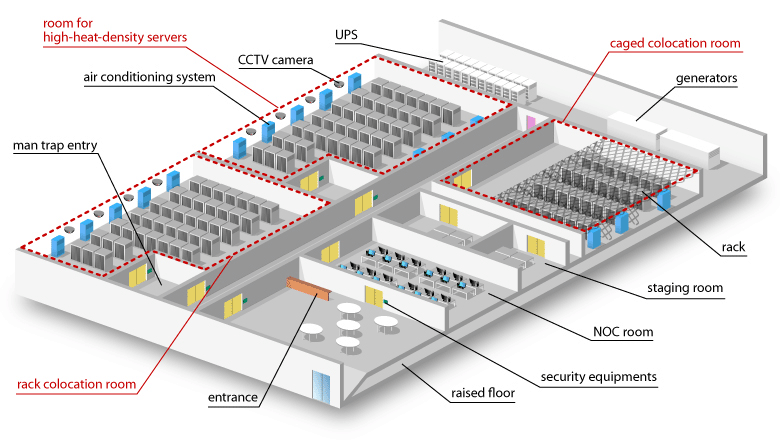 room for
high-heat-density servers
UPS
caged colocation room
CCTV camera
air conditioning system
generators
man trap entry
rack
staging room
NOC room
security equipments
rack colocation room
entrance
raised floor